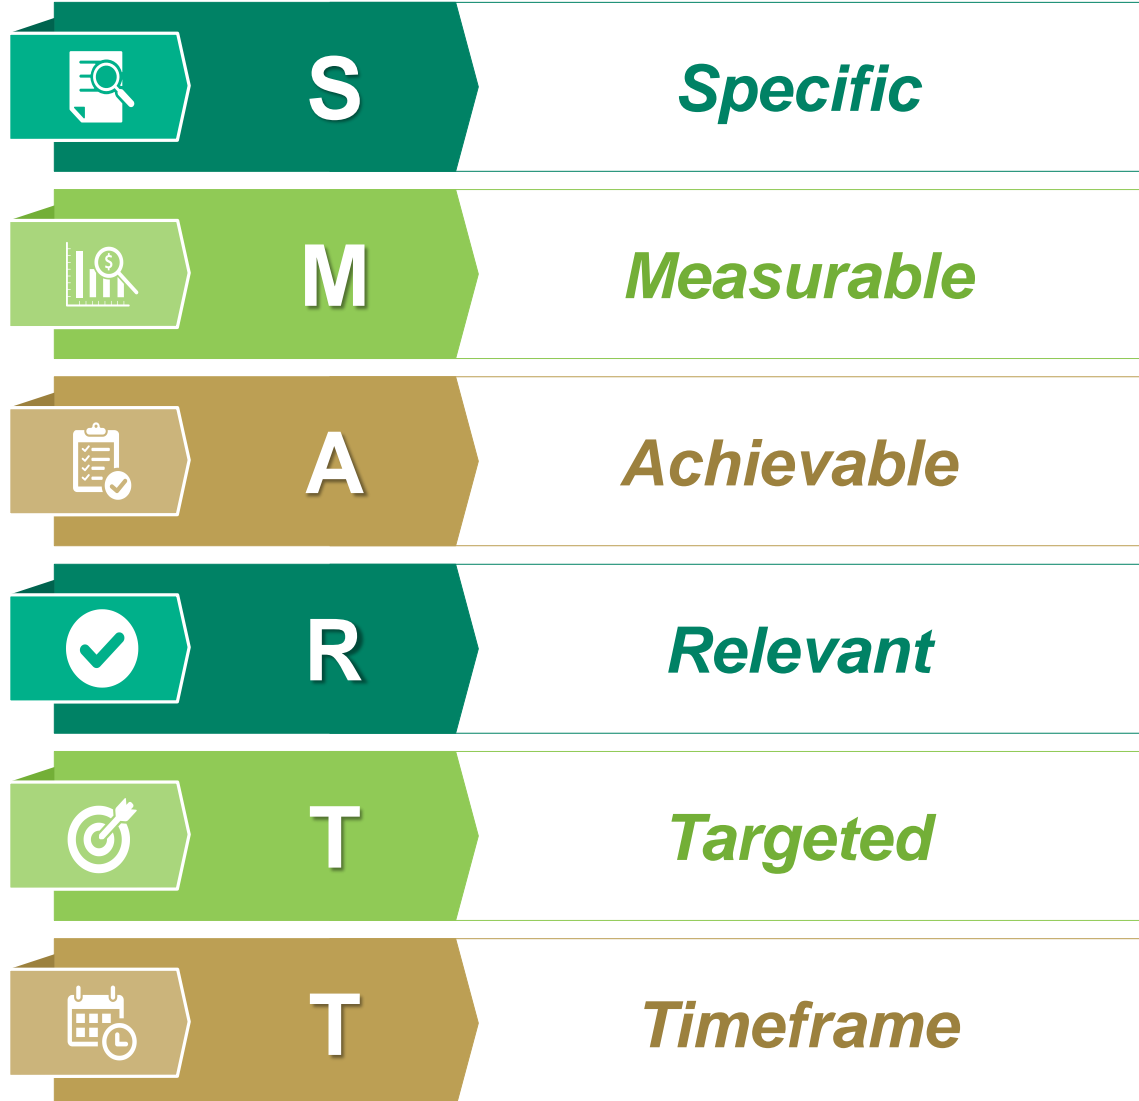 S Specific
M Measurable
$
A Achievable
R Relevant
T Targeted
T Timeframe